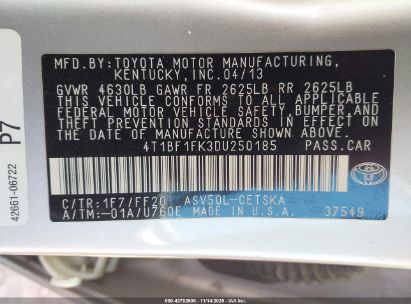 MFD.BY:TOYOTA MOTOR MANUFACTURING,
KENTUCKY,INC.04/13
GVWR 4630LB GAWR FR 2625LB RR 2625LB
THIS VEHICLE CONFORMS TO ALL APPLICABLE
FEDERAL MOTOR VEHICLE SAFETY, BUMPER, AND
THEFT PREVENTION STANDARDS IN EFFECT ON
THE DATE OF MANUFACTURE SHOWN ABOVE.
4T1BF1FK3DU250185 PASS.CAR
C/TR:1F7/FF20 ASV50L-CETSKA
A/TM:-01A/U760E MADE IN U.S.A. 37549
TOYOTA
42661-06722
P7